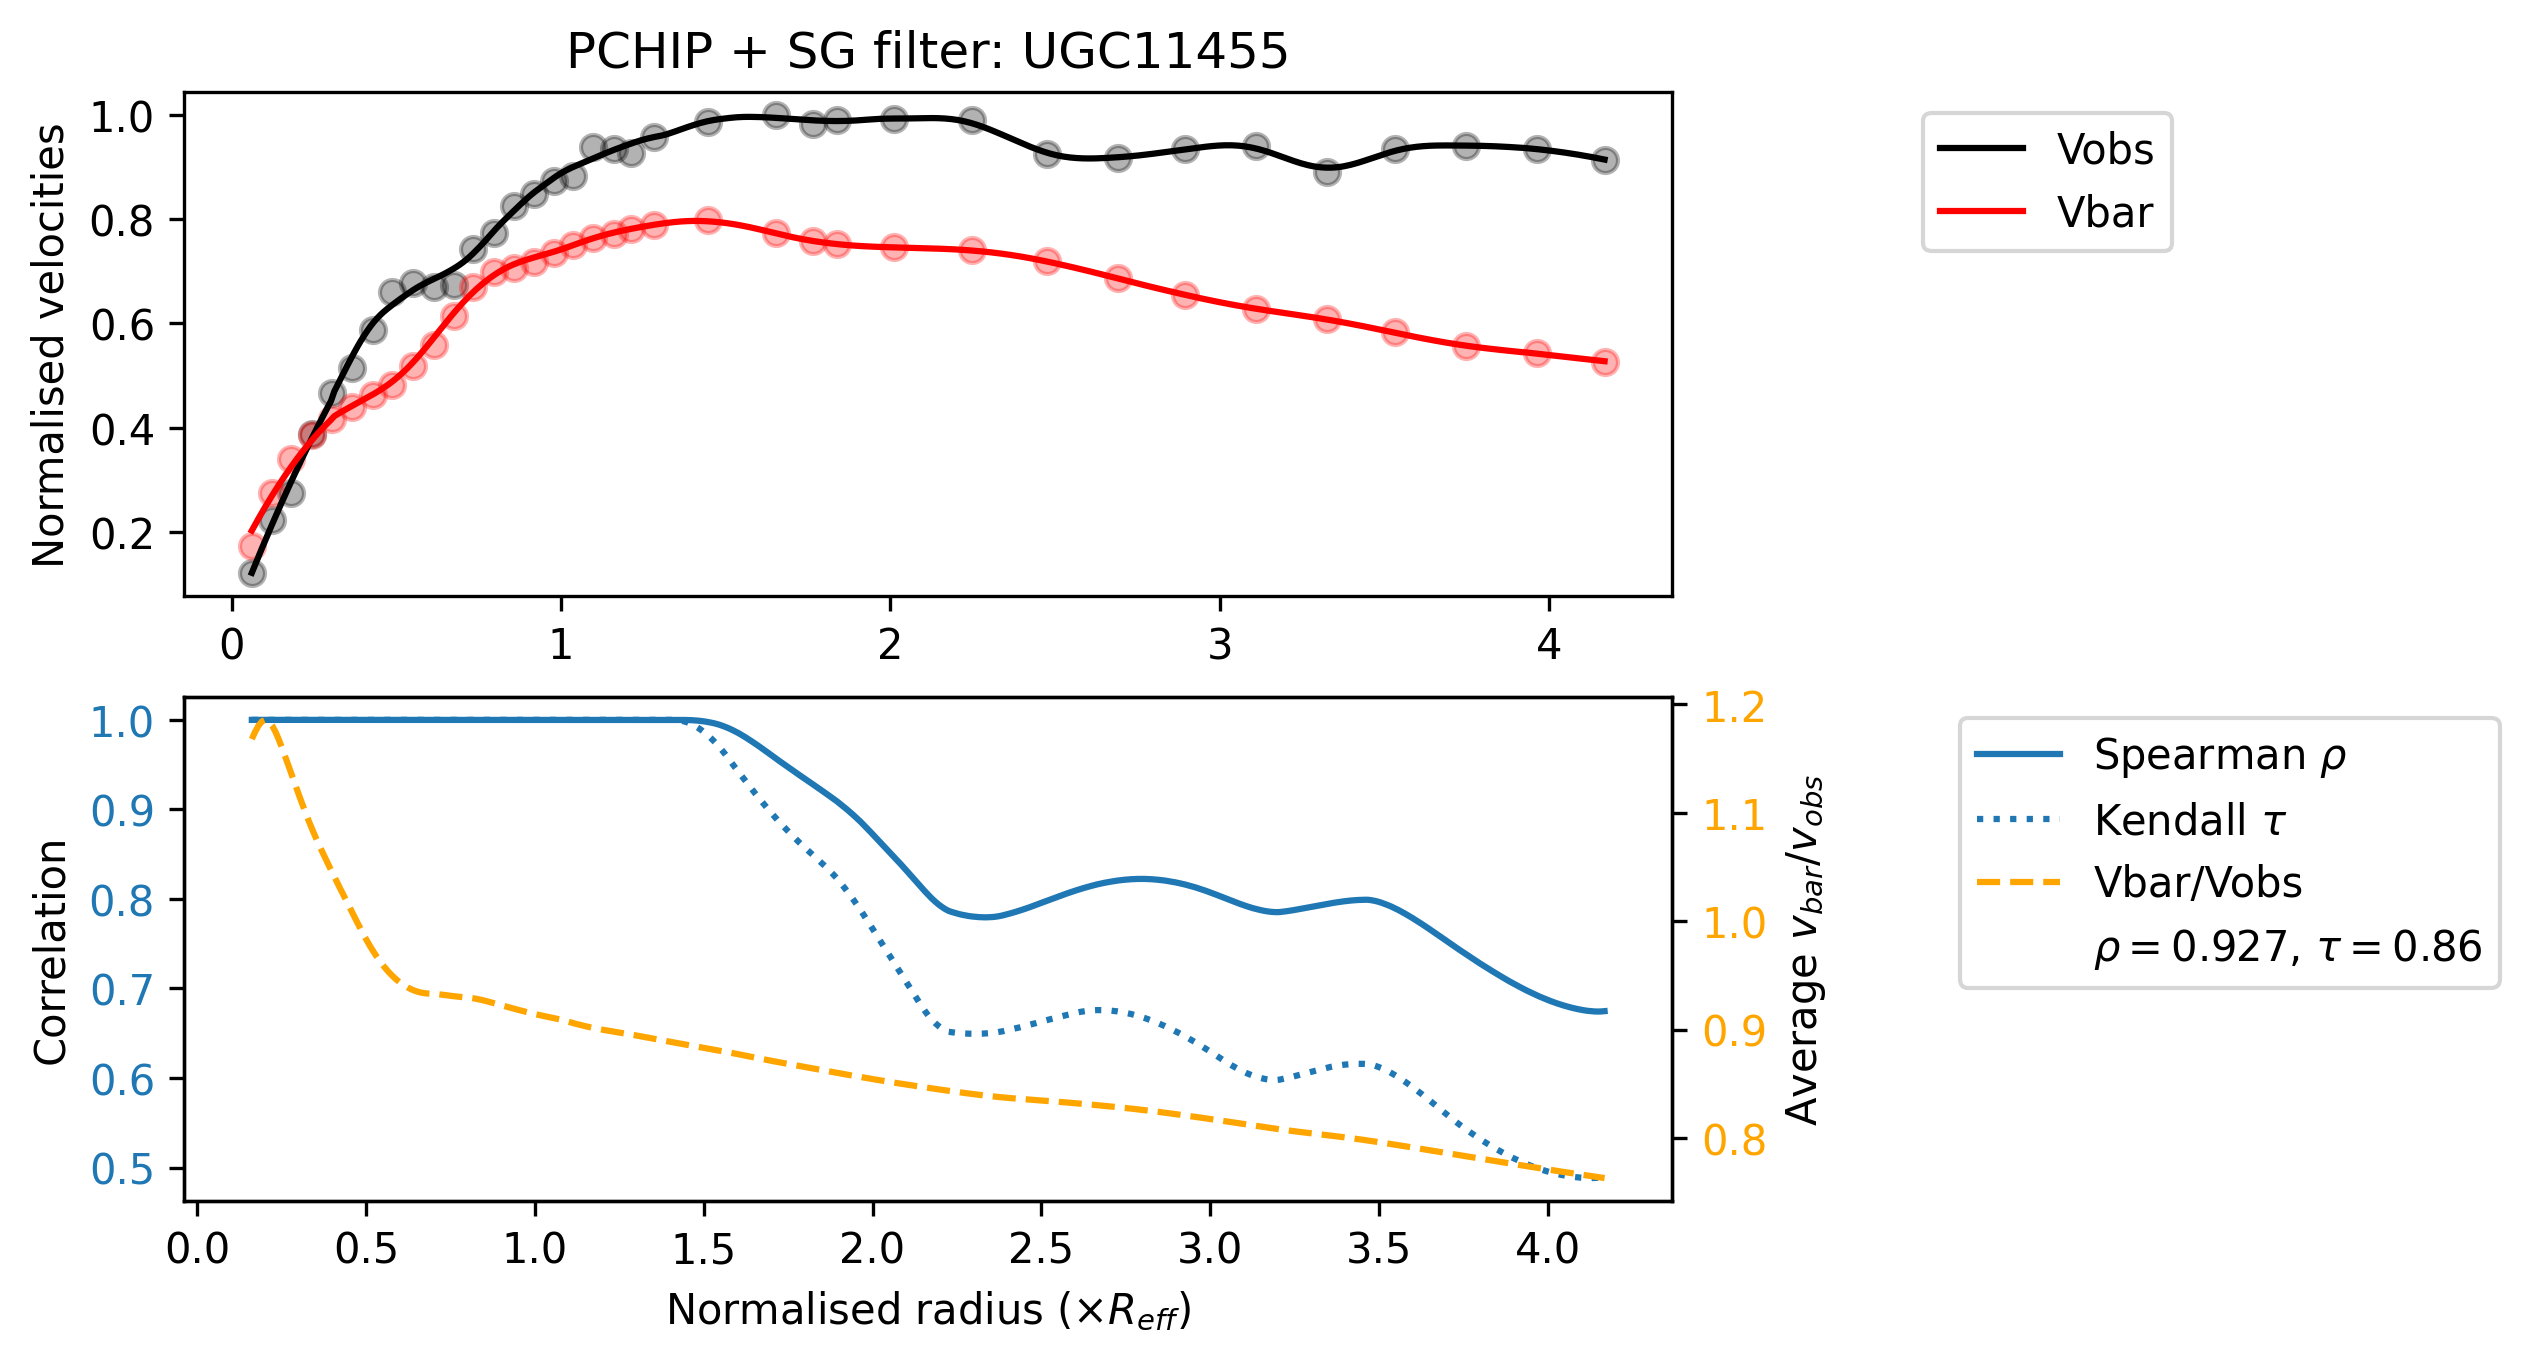 PCHIP + SG filter: UGC11455
Normalised velocities
1.0
0.8
0.6
0.4
0.2
0 1 2 3 4
Vobs
Vbar
Correlation
1.0
0.9
0.8
0.7
0.6
0.5
1.2
1.1
1.0
0.9
0.8
Average v_bar/v_obs
0.0 0.5 1.0 1.5 2.0 2.5 3.0 3.5 4.0
Normalised radius (×R_eff)
Spearman ρ
Kendall τ
Vbar/Vobs
ρ = 0.927, τ = 0.86